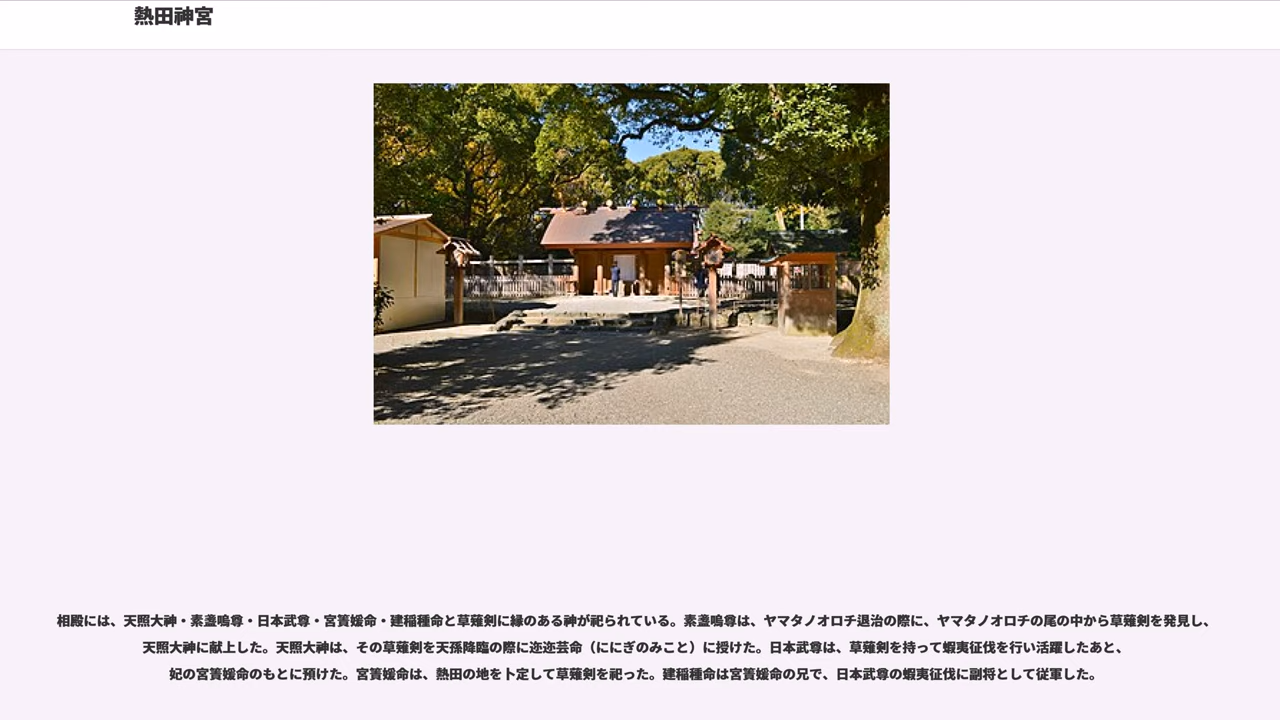 熱田神宮
相殿には、天照大神・素盞嗚尊・日本武尊・宮簀媛命・建稲種命と草薙剣に縁のある神が祀られている。素盞嗚尊は、ヤマタノオロチ退治の際に、ヤマタノオロチの尾の中から草薙剣を発見し、
天照大神に献上した。天照大神は、その草薙剣を天孫降臨の際に迩迩芸命（ににぎのみこと）に授けた。日本武尊は、草薙剣を持って蝦夷征伐を行い活躍したあと、
妃の宮簀媛命のもとに預けた。宮簀媛命は、熱田の地を卜定して草薙剣を祀った。建稲種命は宮簀媛命の兄で、日本武尊の蝦夷征伐に副将として従軍した。